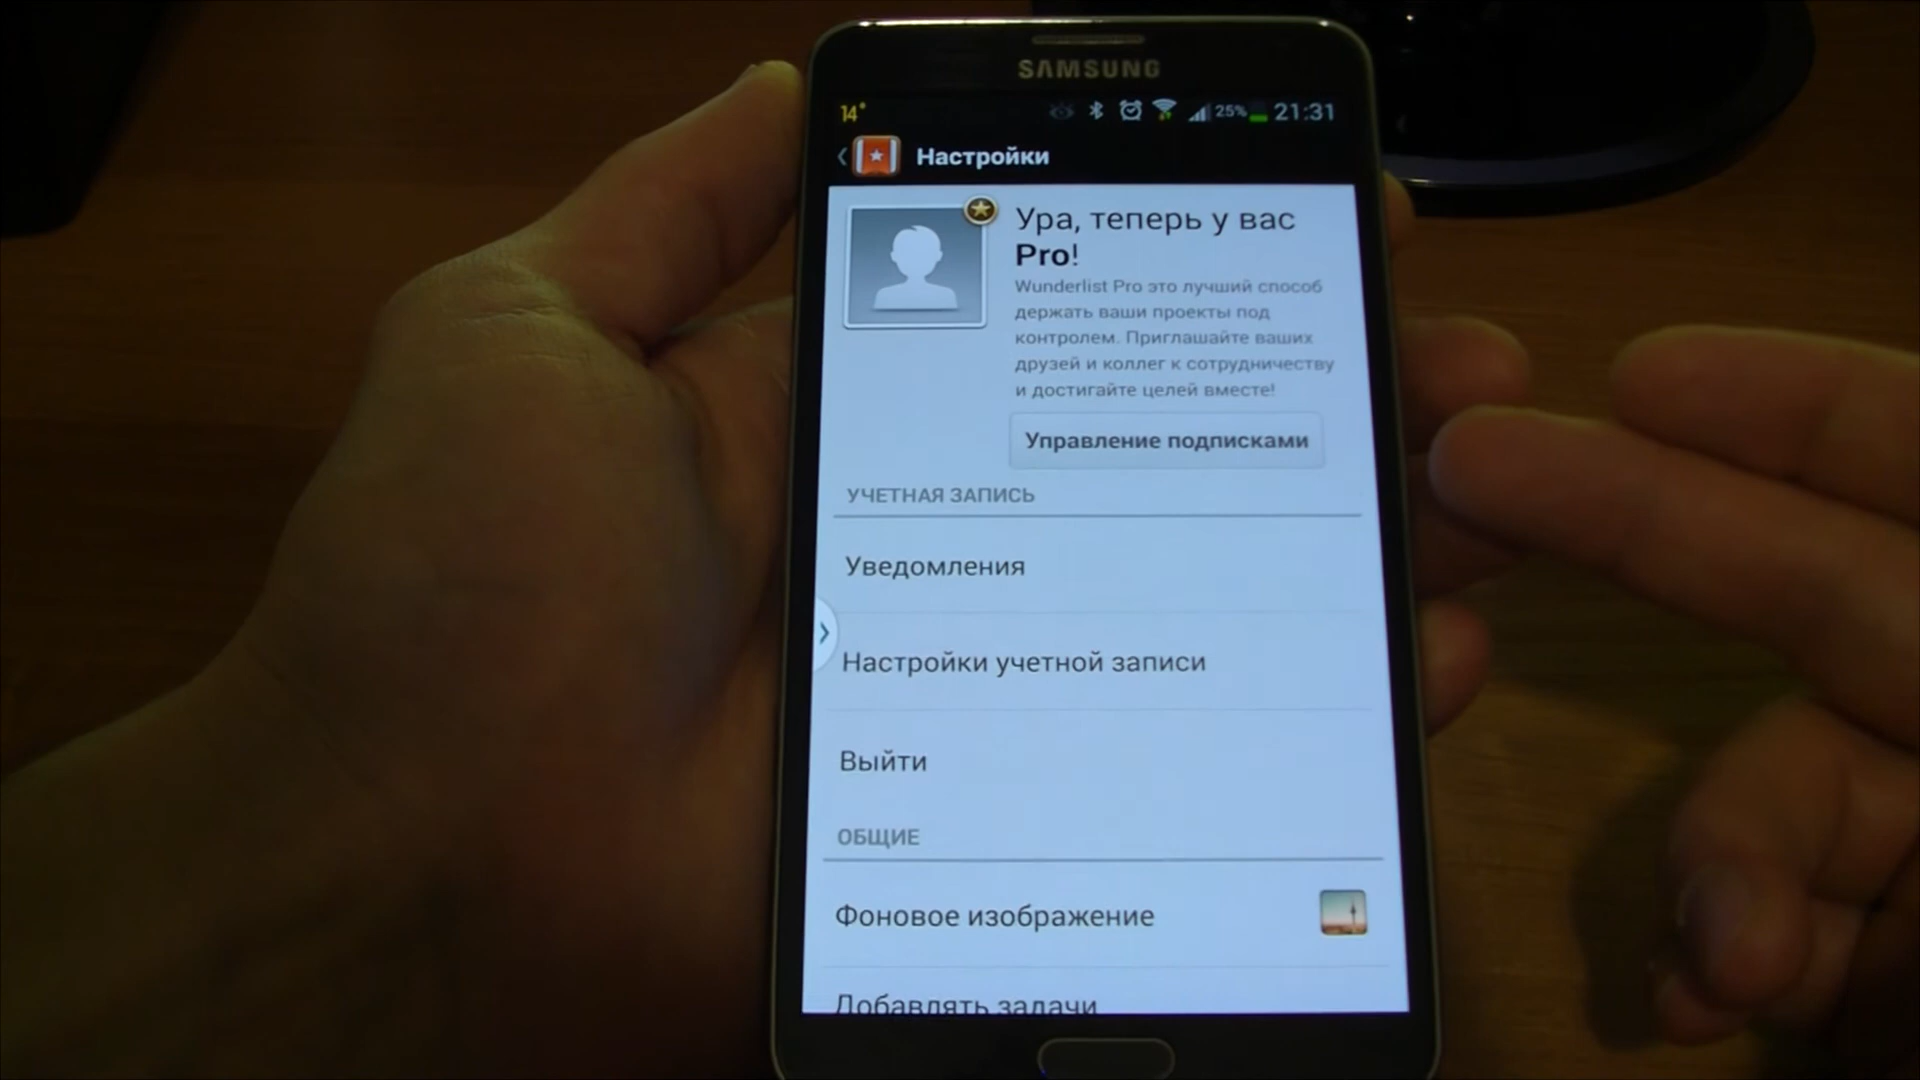 SAMSUNG
14° 25% 21:31
Настройки
Ура, теперь у вас
Pro!
Wunderlist Pro это лучший способ
держать ваши проекты под
контролем. Приглашайте ваших
друзей и коллег к сотрудничеству
и достигайте целей вместе!
Управление подписками
УЧЕТНАЯ ЗАПИСЬ
Уведомления
Настройки учетной записи
Выйти
ОБЩИЕ
Фоновое изображение
Добавлять задачи